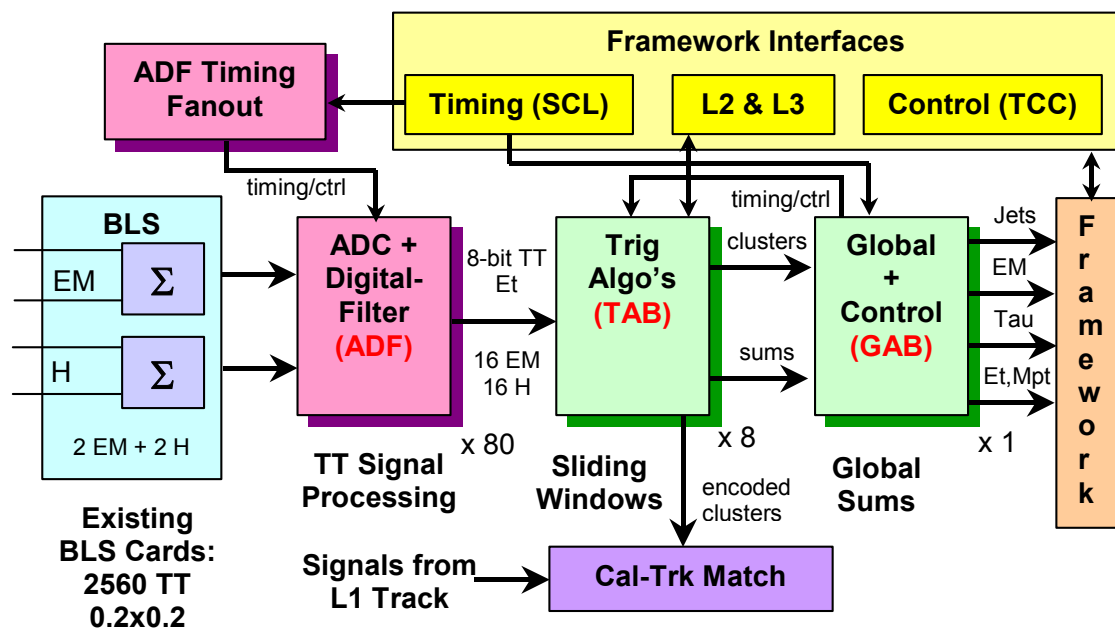 Framework Interfaces
ADF Timing
Fanout
Timing (SCL)
L2 & L3
Control (TCC)
timing/ctrl
timing/ctrl
BLS
EM
Σ
H
Σ
2 EM + 2 H
Existing
BLS Cards:
2560 TT
0.2x0.2
ADC +
Digital-
Filter
(ADF)
x 80
TT Signal
Processing
8-bit TT
Et
16 EM
16 H
Trig
Algo's
(TAB)
x 8
Sliding
Windows
clusters
sums
Global
+
Control
(GAB)
x 1
Global
Sums
Jets
EM
Tau
Et,Mpt
Framework
encoded
clusters
Signals from
L1 Track
Cal-Trk Match